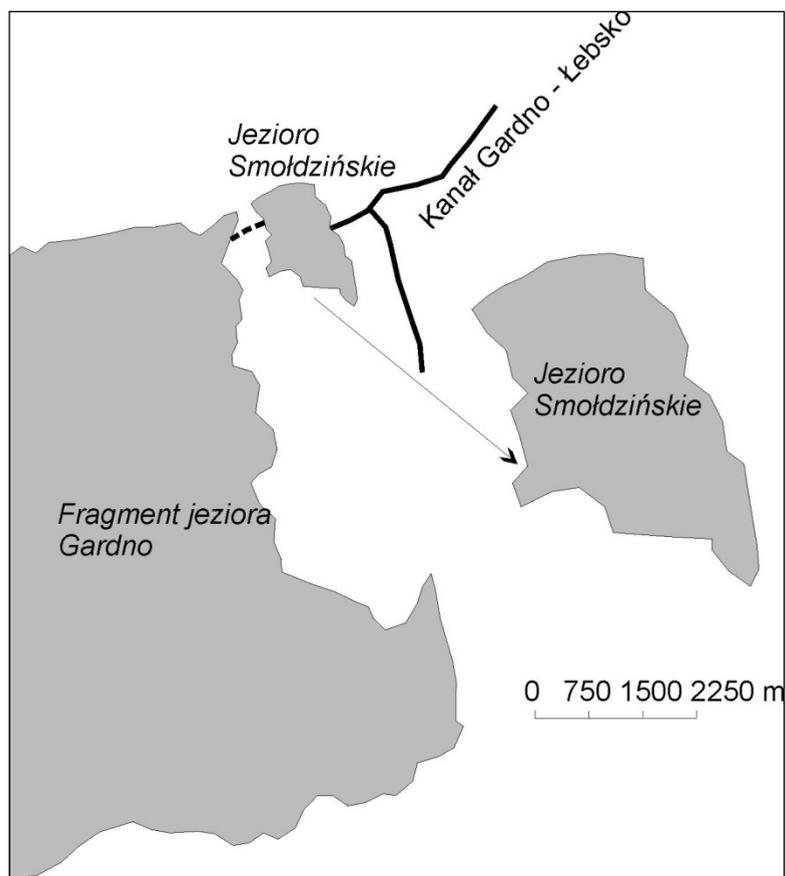 Kanał Gardno - Łebsko
Jezioro
Smołdzińskie
Jezioro
Smołdzińskie
Fragment jeziora
Gardno
0 750 1500 2250 m